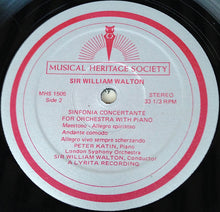 MUSICAL HERITAGE SOCIETY
SIR WILLIAM WALTON
MHS 1506
Side 2
STEREO
33 1/3 RPM
SINFONIA CONCERTANTE
FOR ORCHESTRA WITH PIANO
Maestoso - Allegro spiritoso
Andante comodo
Allegro vivo sempre scherzando
PETER KATIN, Piano
London Symphony Orchestra
SIR WILLIAM WALTON, Conductor
A LYRITA RECORDING